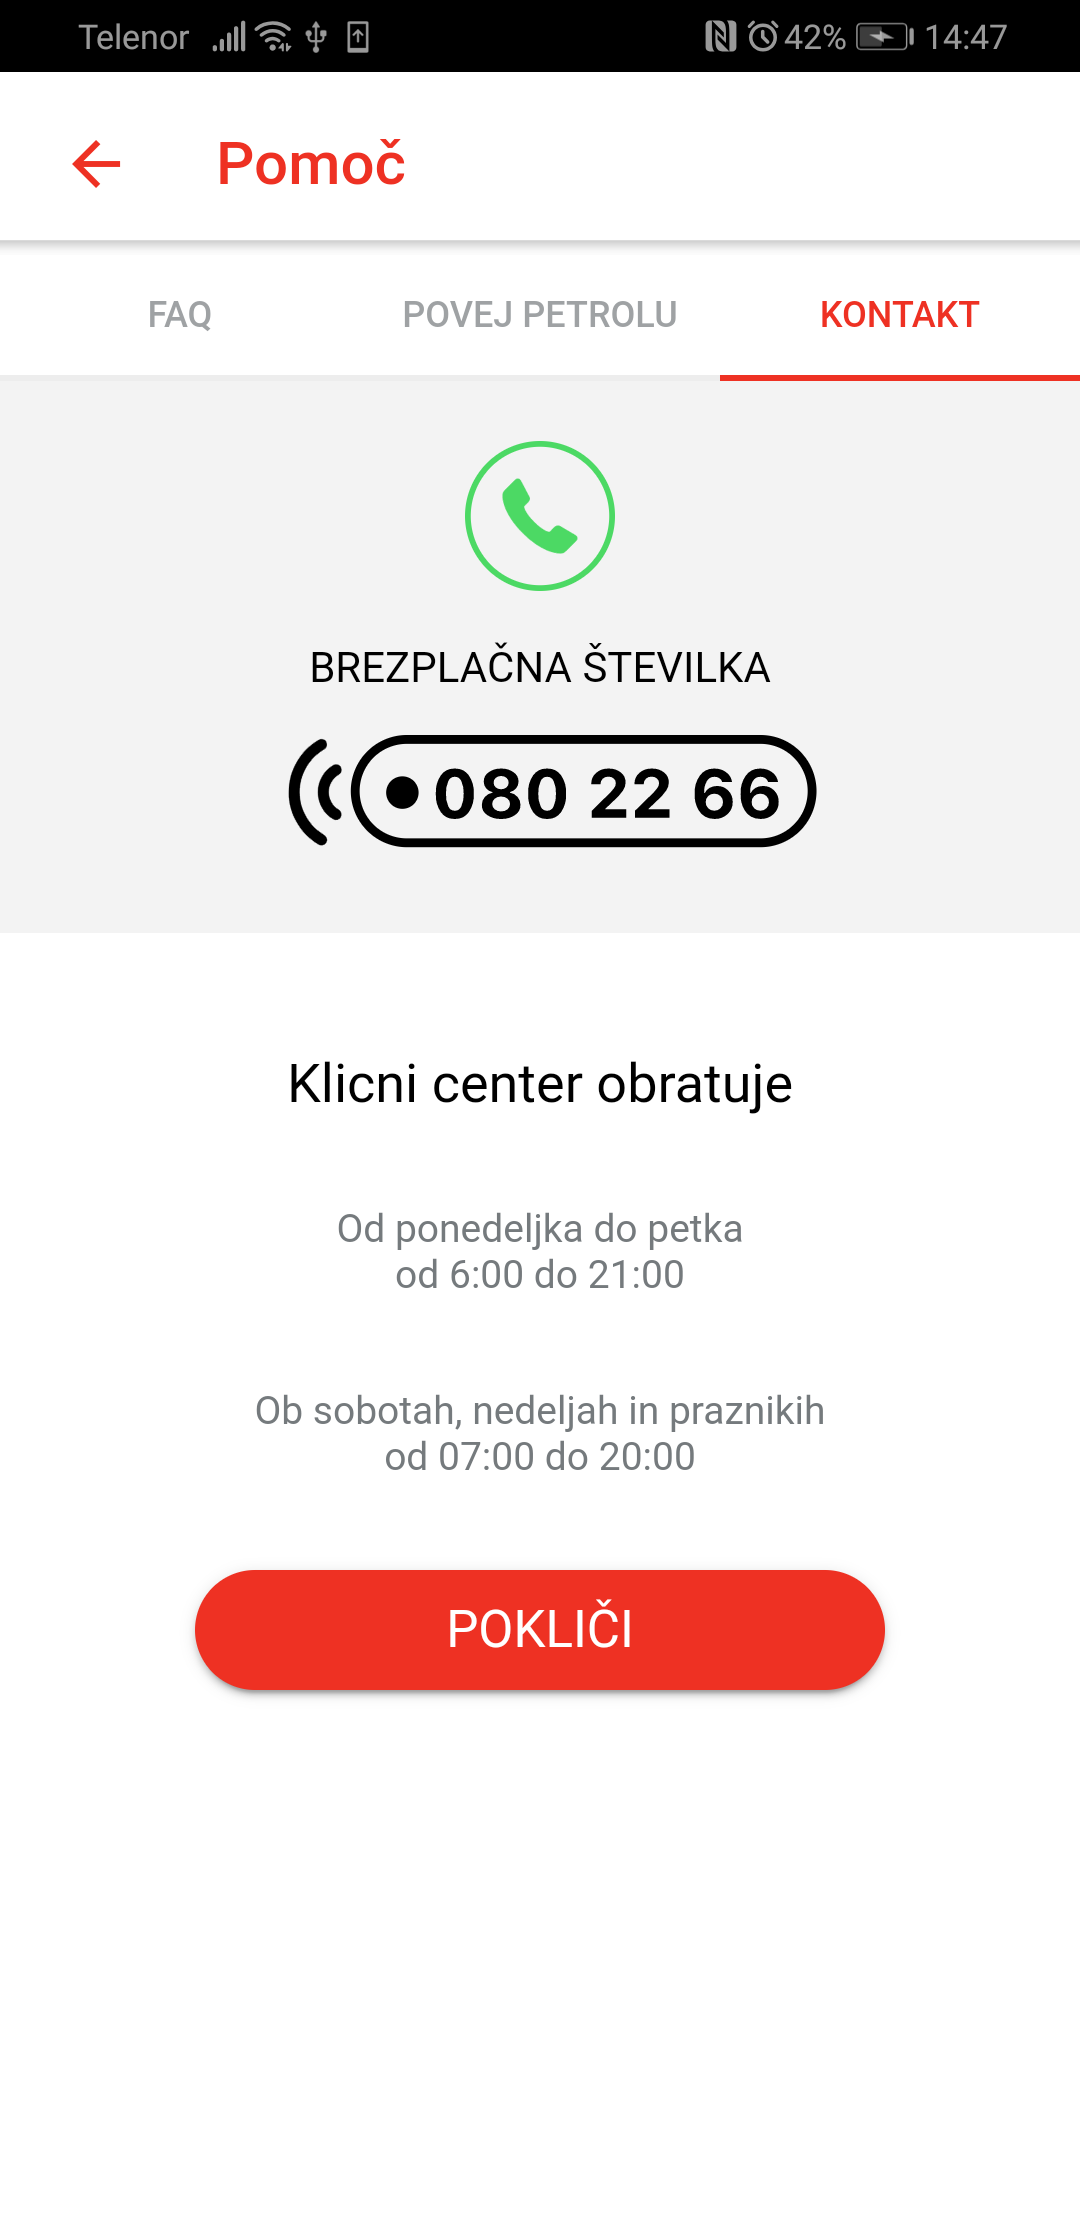 Telenor 42% 14:47
Pomoč
FAQ POVEJ PETROLU KONTAKT
BREZPLAČNA ŠTEVILKA
080 22 66
Klicni center obratuje
Od ponedeljka do petka
od 6:00 do 21:00
Ob sobotah, nedeljah in praznikih
od 07:00 do 20:00
POKLIČI